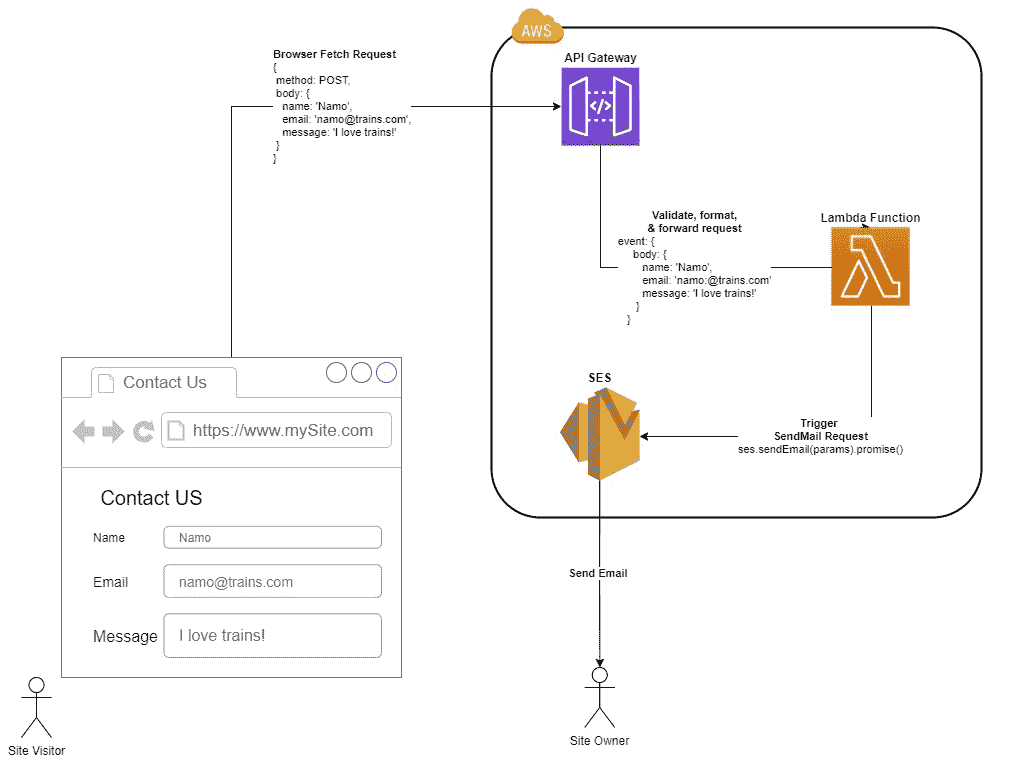 AWS
Browser Fetch Request
{
method: POST,
body: {
name: 'Namo',
email: 'namo@trains.com',
message: 'I love trains!'
}
}
API Gateway
</>
Validate, format,
& forward request
event: {
body: {
name: 'Namo',
email: 'namo:@trains.com'
message: 'I love trains!'
}
}
Lambda Function
Contact Us
https://www.mySite.com
Contact US
Name
Namo
Email
namo@trains.com
Message
I love trains!
SES
Trigger
SendMail Request
ses.sendEmail(params).promise()
Send Email
Site Visitor
Site Owner